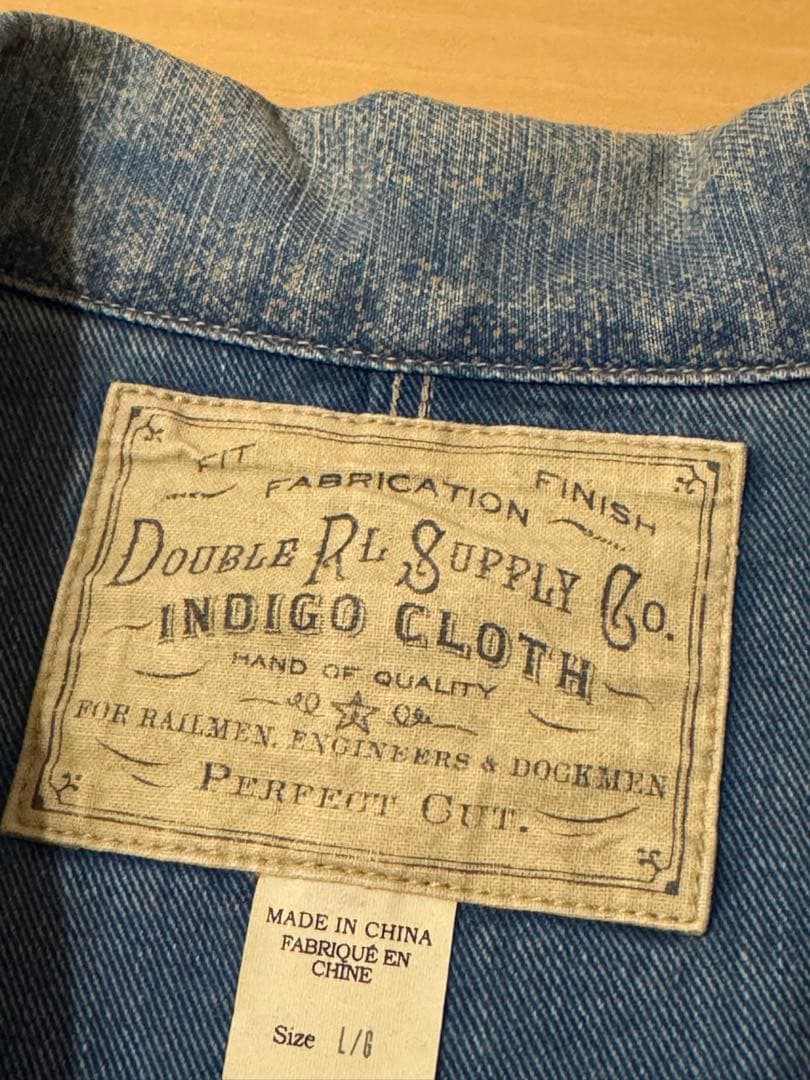 FIT FABRICATION FINISH
DOUBLE RL SUPPLY CO.
INDIGO CLOTH
HAND OF QUALITY
FOR RAILMEN, ENGINEERS & DOCKMEN
PERFECT CUT.
MADE IN CHINA
FABRIQUÉ EN
CHINE
Size L/G